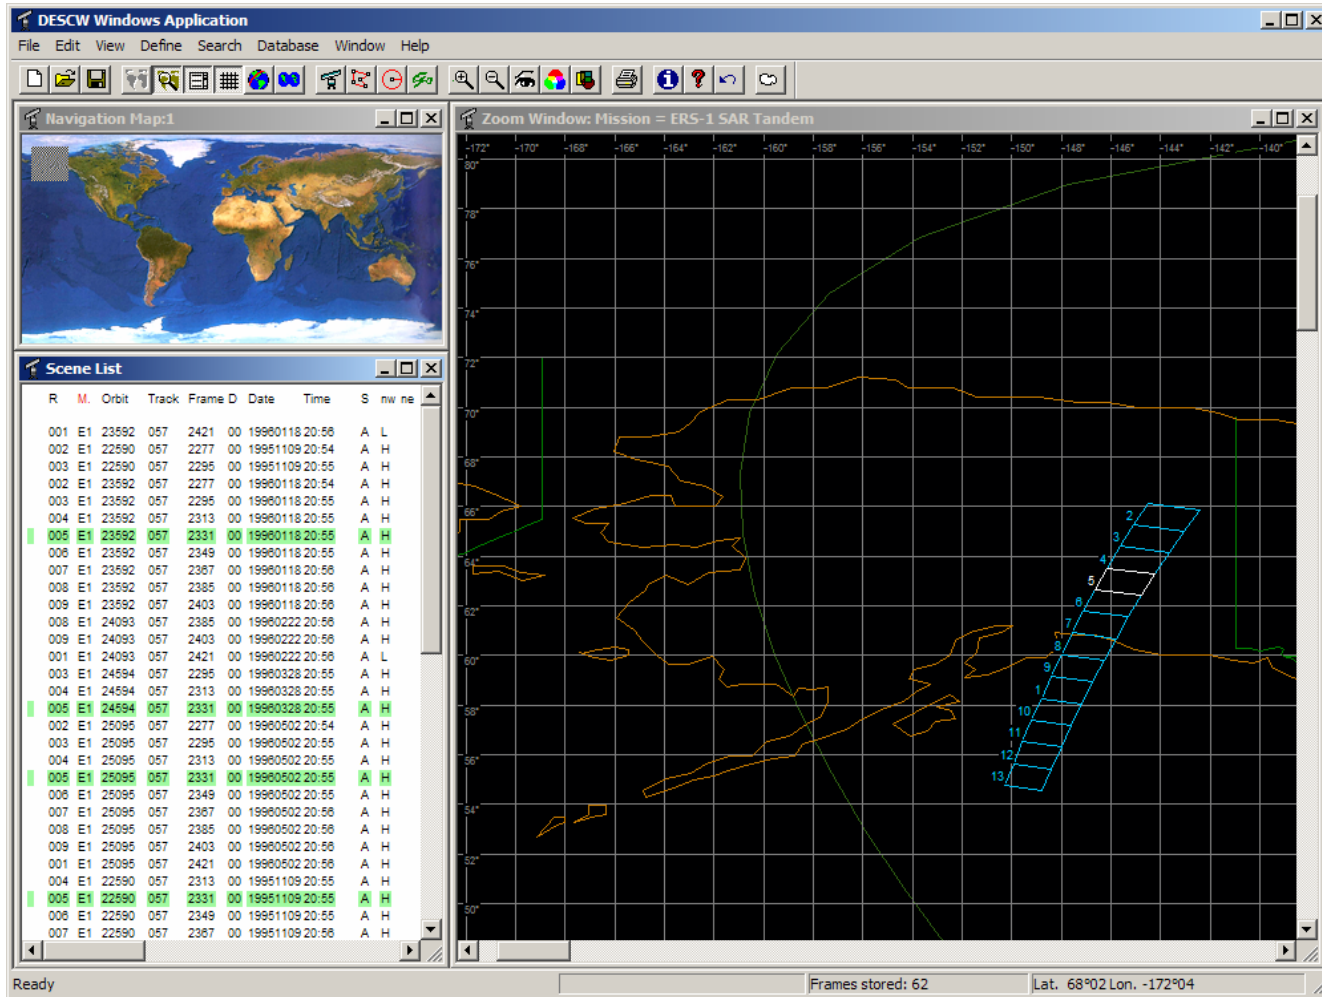 DESCW Windows Application
File Edit View Define Search Database Window Help
Navigation Map:1
Zoom Window: Mission = ERS-1 SAR Tandem
-172° -170° -168° -166° -164° -162° -160° -158° -156° -154° -152° -150° -148° -146° -144° -142° -140°
80°
78°
76°
74°
72°
70°
68°
66°
64°
62°
60°
58°
56°
54°
52°
50°
2
3
4
5
6
7
8
9
1
10
11
12
13
Scene List
R M. Orbit Track Frame D Date Time S nw ne
001 E1 23592 057 2421 00 19960118 20:56 A L
002 E1 22590 057 2277 00 19951109 20:54 A H
003 E1 22590 057 2295 00 19951109 20:55 A H
002 E1 23592 057 2277 00 19960118 20:54 A H
003 E1 23592 057 2295 00 19960118 20:55 A H
004 E1 23592 057 2313 00 19960118 20:55 A H
005 E1 23592 057 2331 00 19960118 20:55 A H
006 E1 23592 057 2349 00 19960118 20:55 A H
007 E1 23592 057 2367 00 19960118 20:56 A H
008 E1 23592 057 2385 00 19960118 20:56 A H
009 E1 23592 057 2403 00 19960118 20:56 A H
008 E1 24093 057 2385 00 19960222 20:56 A H
009 E1 24093 057 2403 00 19960222 20:56 A H
001 E1 24093 057 2421 00 19960222 20:56 A L
003 E1 24594 057 2295 00 19960328 20:55 A H
004 E1 24594 057 2313 00 19960328 20:55 A H
005 E1 24594 057 2331 00 19960328 20:55 A H
002 E1 25095 057 2277 00 19960502 20:54 A H
003 E1 25095 057 2295 00 19960502 20:55 A H
004 E1 25095 057 2313 00 19960502 20:55 A H
005 E1 25095 057 2331 00 19960502 20:55 A H
006 E1 25095 057 2349 00 19960502 20:55 A H
007 E1 25095 057 2367 00 19960502 20:56 A H
008 E1 25095 057 2385 00 19960502 20:56 A H
009 E1 25095 057 2403 00 19960502 20:56 A H
001 E1 25095 057 2421 00 19960502 20:56 A H
004 E1 22590 057 2313 00 19951109 20:55 A H
005 E1 22590 057 2331 00 19951109 20:55 A H
006 E1 22590 057 2349 00 19951109 20:55 A H
007 E1 22590 057 2367 00 19951109 20:56 A H
Ready
Frames stored: 62
Lat. 68°02 Lon. -172°04